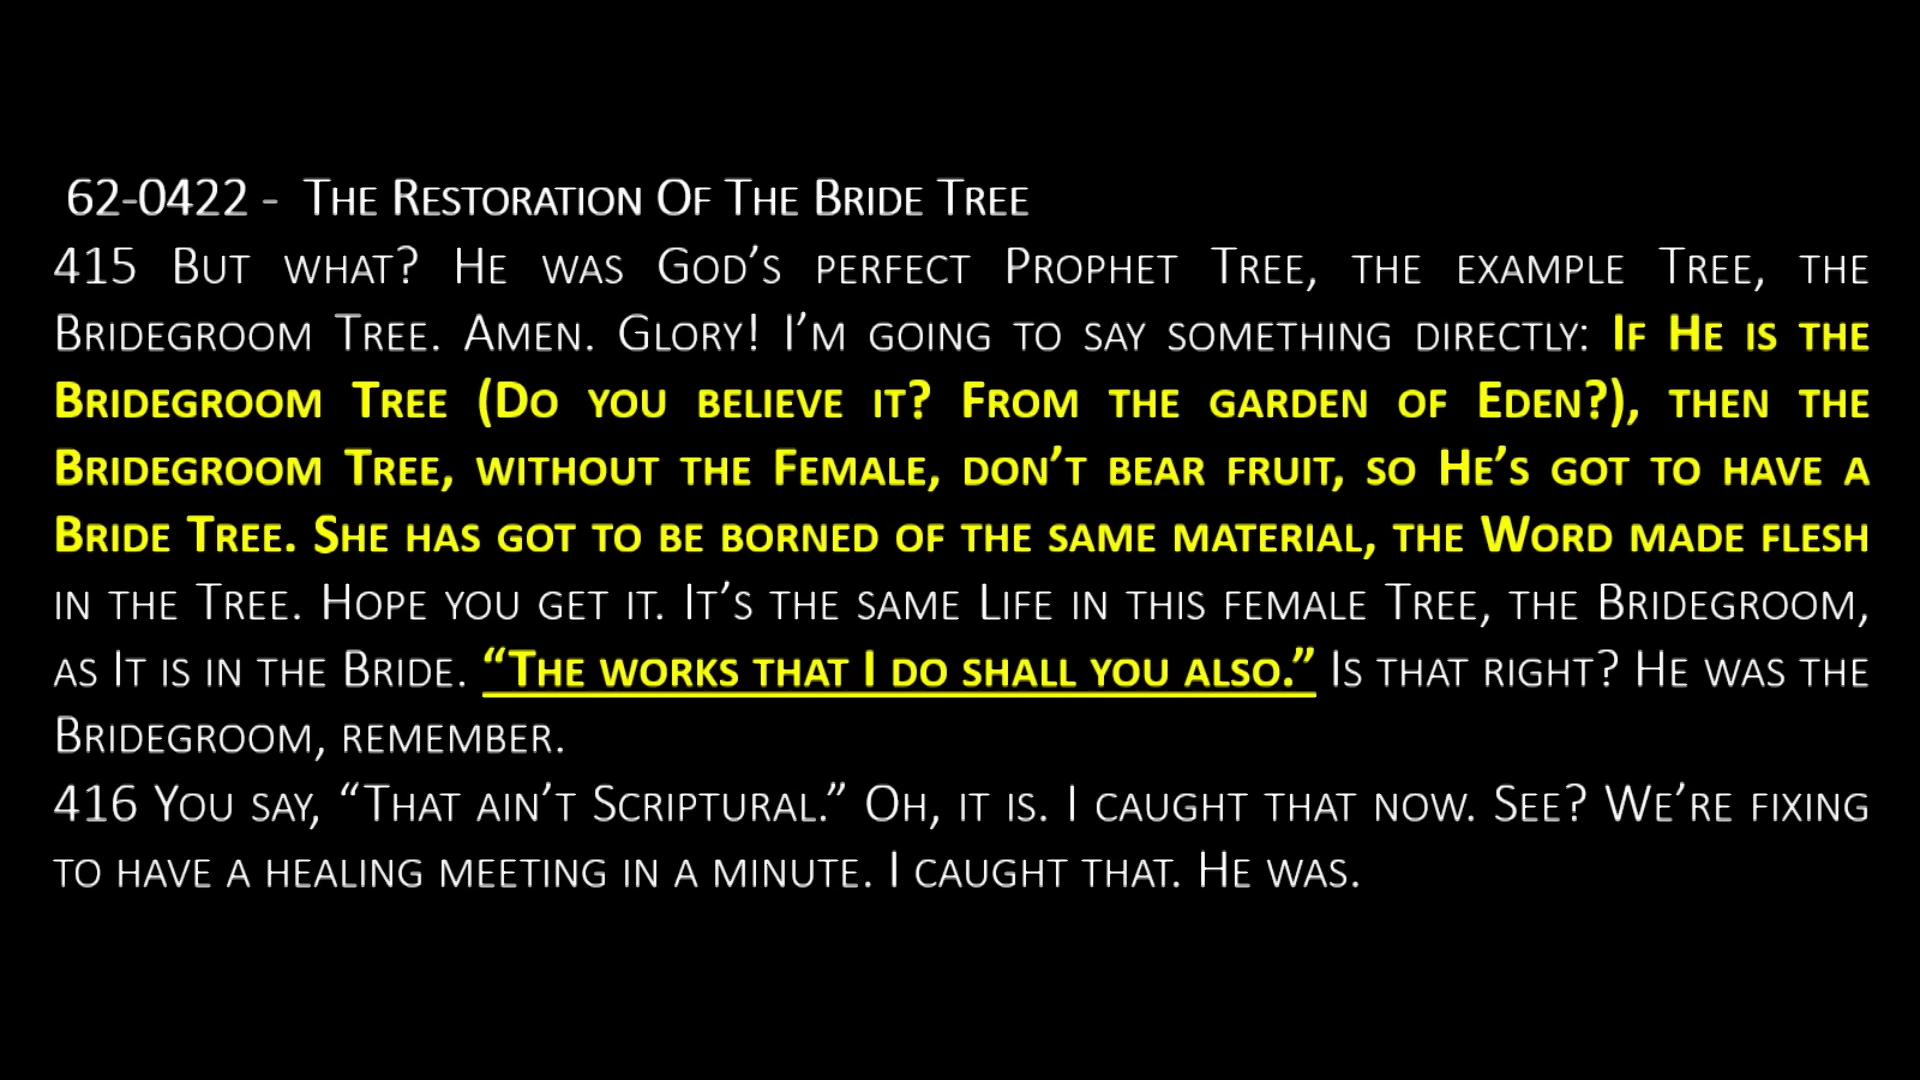 62-0422 - The Restoration Of The Bride Tree
415 But what? He was God’s perfect Prophet Tree, the example Tree, the
Bridegroom Tree. Amen. Glory! I’m going to say something directly: If He is the
Bridegroom Tree (Do you believe it? From the garden of Eden?), then the
Bridegroom Tree, without the Female, don’t bear fruit, so He’s got to have a
Bride Tree. She has got to be borned of the same material, the Word made flesh
in the Tree. Hope you get it. It’s the same Life in this female Tree, the Bridegroom,
as It is in the Bride. “The works that I do shall you also.” Is that right? He was the
Bridegroom, remember.
416 You say, “That ain’t Scriptural.” Oh, it is. I caught that now. See? We’re fixing
to have a healing meeting in a minute. I caught that. He was.